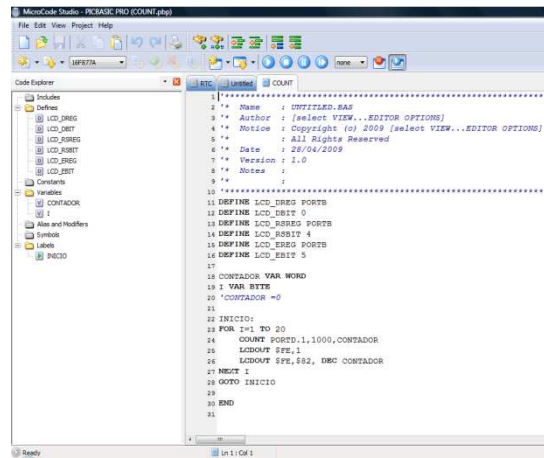 MicroCode Studio - PICBASIC PRO (COUNT.pbp)
File Edit View Project Help
16F877A
none
Code Explorer
RTC Untitled COUNT
Includes
Defines
LCD_DREG
LCD_DBIT
LCD_RSREG
LCD_RSBIT
LCD_EREG
LCD_EBIT
Constants
Variables
CONTADOR
I
Alias and Modifiers
Symbols
Labels
INICIO
1 '****************************************************************
2 '* Name : UNTITLED.BAS
3 '* Author : [select VIEW...EDITOR OPTIONS]
4 '* Notice : Copyright (c) 2009 [select VIEW...EDITOR OPTIONS]
5 '* : All Rights Reserved
6 '* Date : 28/04/2009
7 '* Version : 1.0
8 '* Notes :
9 '* :
10 '****************************************************************
11 DEFINE LCD_DREG PORTB
12 DEFINE LCD_DBIT 0
13 DEFINE LCD_RSREG PORTB
14 DEFINE LCD_RSBIT 4
15 DEFINE LCD_EREG PORTB
16 DEFINE LCD_EBIT 5
17
18 CONTADOR VAR WORD
19 I VAR BYTE
20 'CONTADOR =0
21
22 INICIO:
23 FOR I=1 TO 20
24 COUNT PORTD.1,1000,CONTADOR
25 LCDOUT $FE,1
26 LCDOUT $FE,$82, DEC CONTADOR
27 NEXT I
28 GOTO INICIO
29
30 END
31
Ready
Ln 1 : Col 1